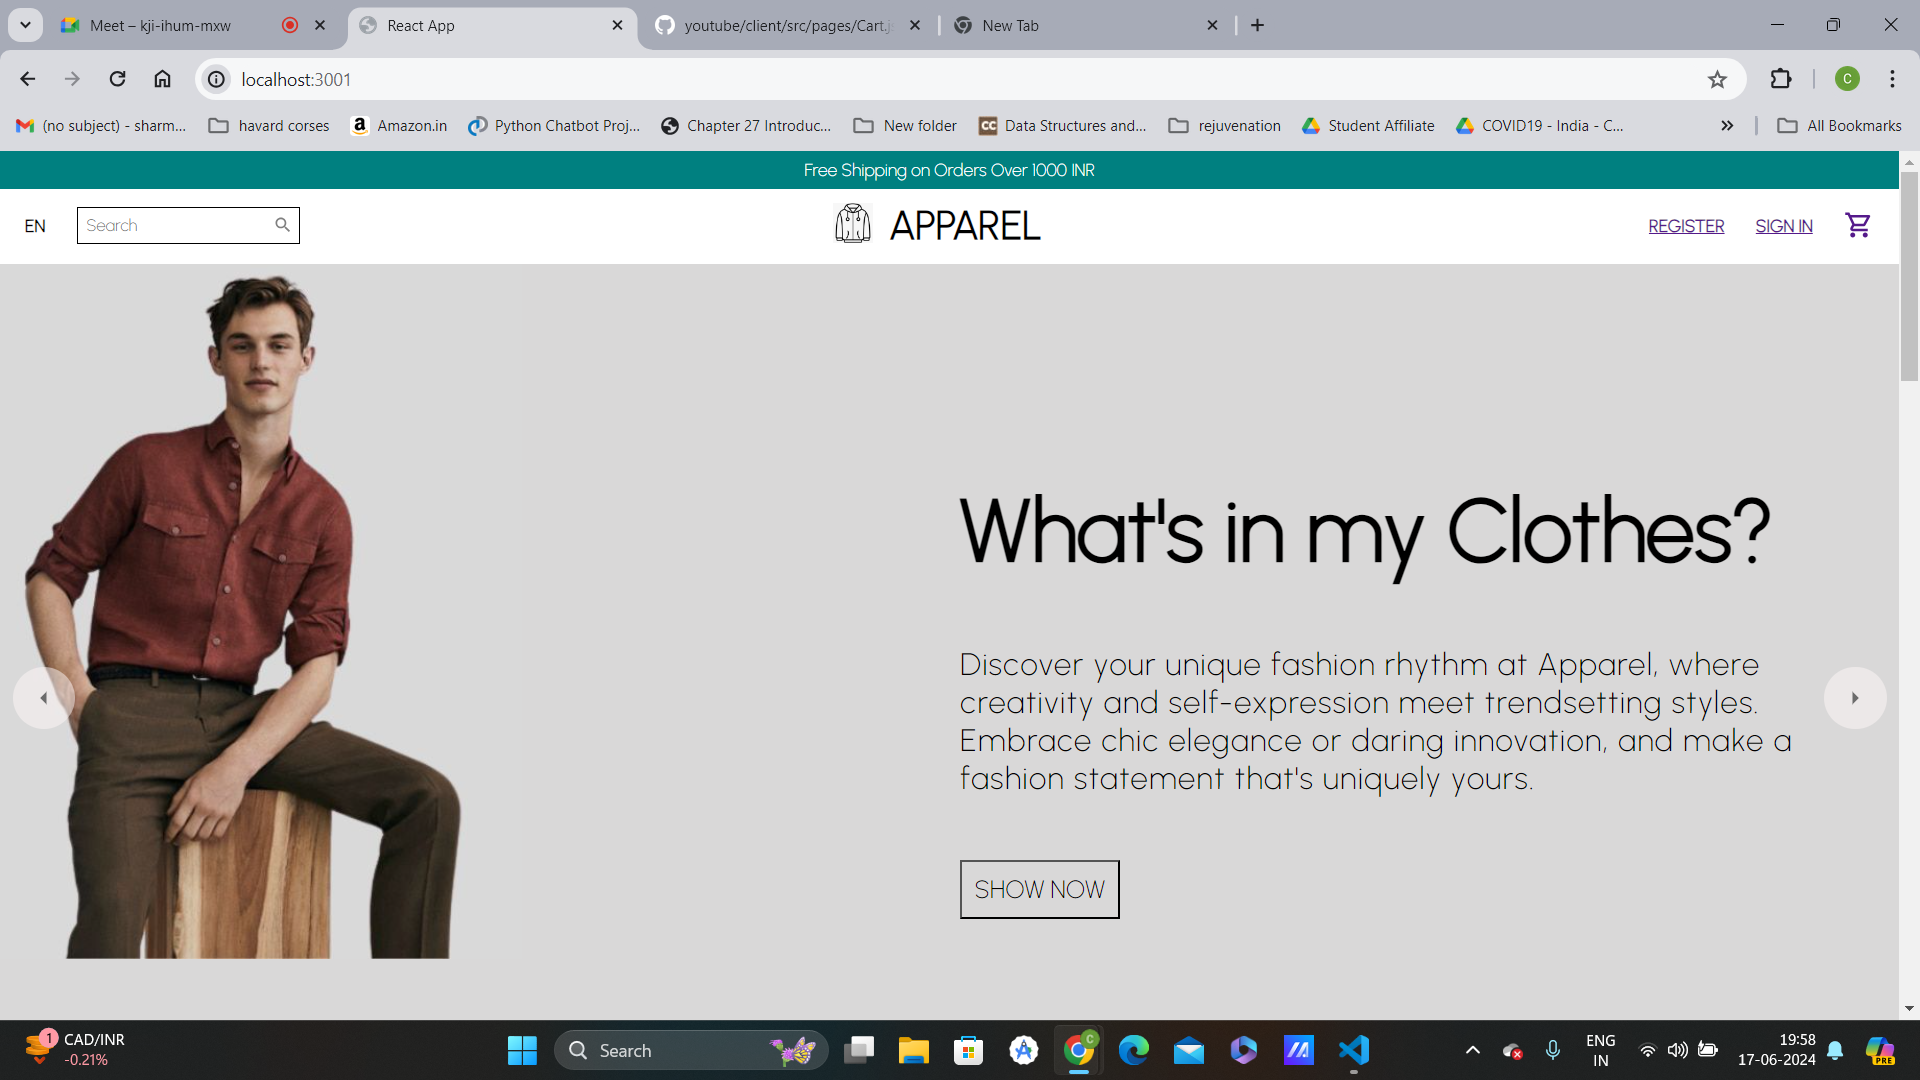 Meet – kji-ihum-mxw
React App
youtube/client/src/pages/Cart.js
New Tab
localhost:3001
(no subject) - sharm...
havard corses
Amazon.in
Python Chatbot Proj...
Chapter 27 Introduc...
New folder
Data Structures and...
rejuvenation
Student Affiliate
COVID19 - India - C...
All Bookmarks
Free Shipping on Orders Over 1000 INR
EN
Search
APPAREL
REGISTER
SIGN IN
What's in my Clothes?
Discover your unique fashion rhythm at Apparel, where
creativity and self-expression meet trendsetting styles.
Embrace chic elegance or daring innovation, and make a
fashion statement that's uniquely yours.
SHOW NOW
1
CAD/INR
-0.21%
Search
ENG
IN
19:58
17-06-2024